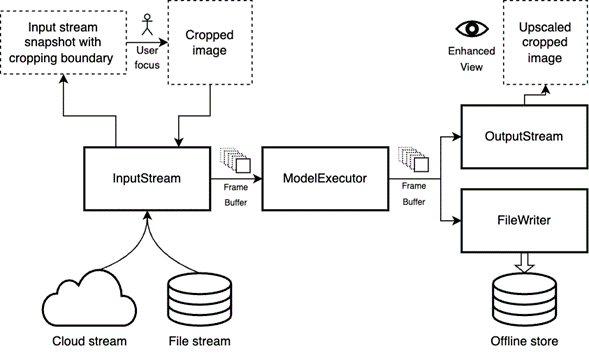 Input stream
snapshot with
cropping boundary
User
focus
Cropped
image
Enhanced
View
Upscaled
cropped
image
InputStream
Frame
Buffer
ModelExecutor
Frame
Buffer
OutputStream
FileWriter
Cloud stream
File stream
Offline store